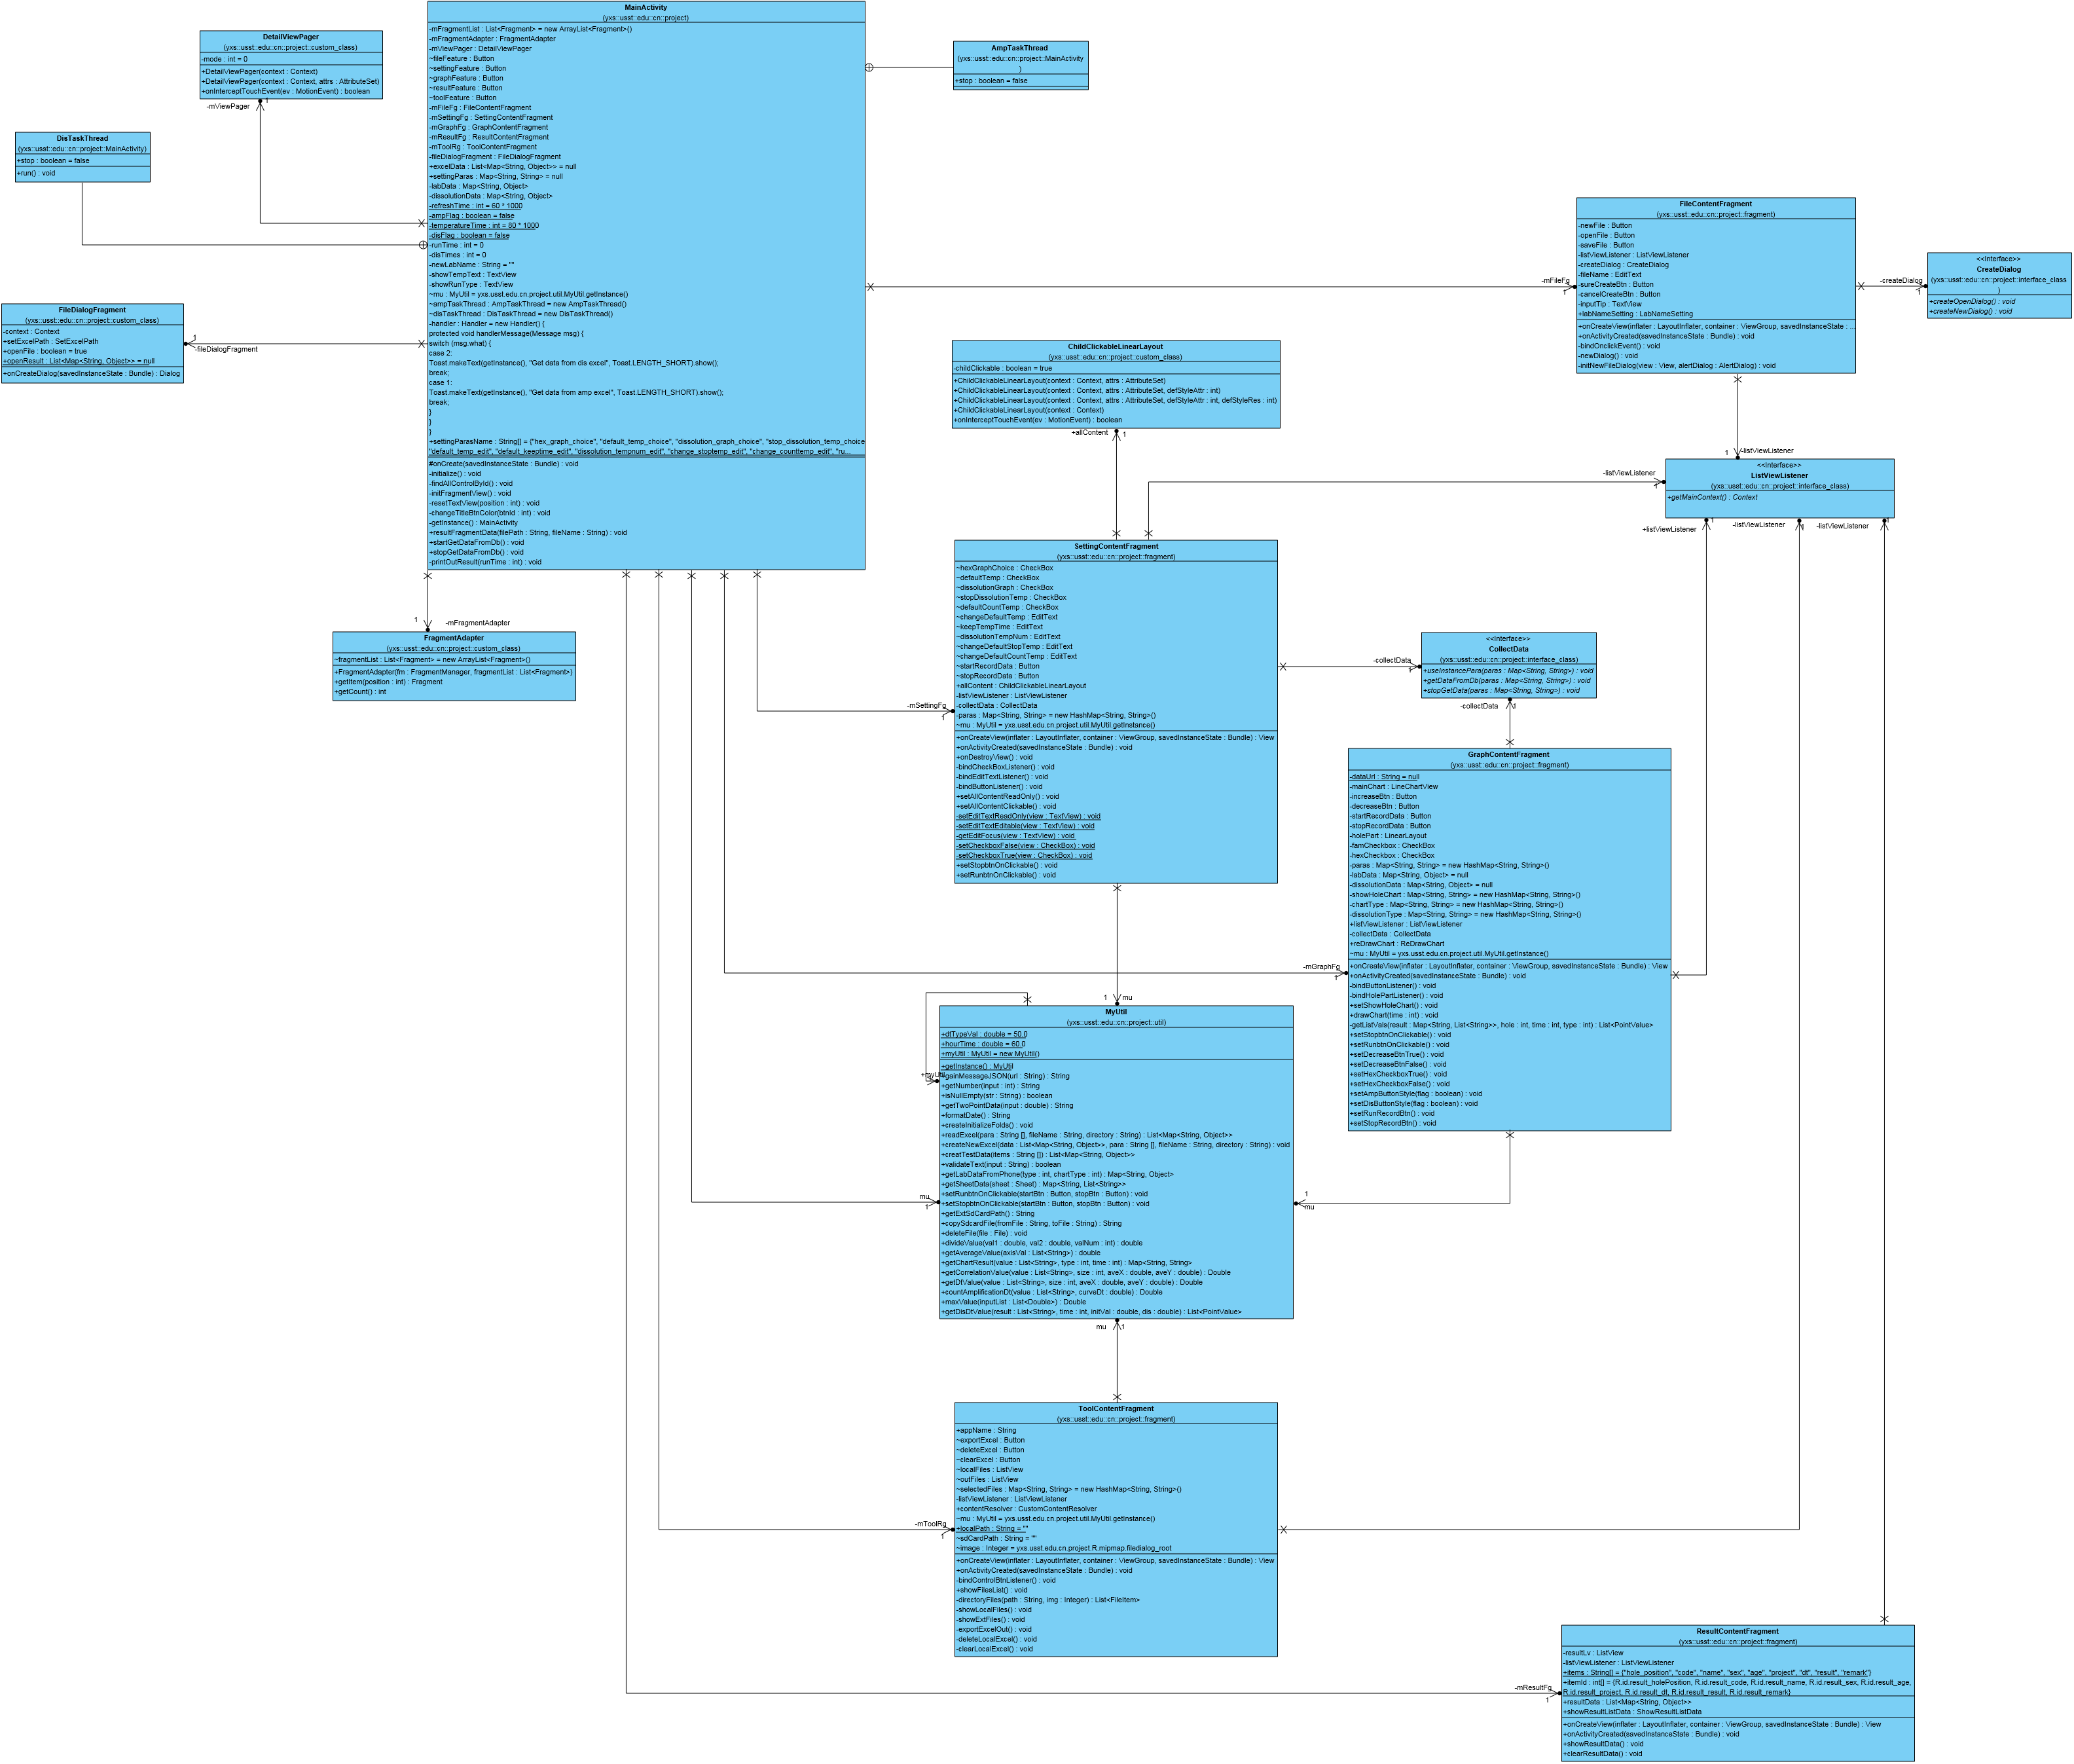 MainActivity
(yxs::usst::edu::cn::project)
-mFragmentList : List<Fragment> = new ArrayList<Fragment>()
-mFragmentAdapter : FragmentAdapter
-mViewPager : DetailViewPager
~fileFeature : Button
~settingFeature : Button
~graphFeature : Button
~resultFeature : Button
~toolFeature : Button
-mFileFg : FileContentFragment
-mSettingFg : SettingContentFragment
-mGraphFg : GraphContentFragment
-mResultFg : ResultContentFragment
-mToolRg : ToolContentFragment
-fileDialogFragment : FileDialogFragment
+excelData : List<Map<String, Object>> = null
+settingParas : Map<String, String> = null
-labData : Map<String, Object>
-dissolutionData : Map<String, Object>
-refreshTime : int = 60 * 1000
-ampFlag : boolean = false
-temperatureTime : int = 80 * 1000
-disFlag : boolean = false
-runTime : int = 0
-disTimes : int = 0
-newLabName : String = ""
-showTempText : TextView
-showRunType : TextView
~mu : MyUtil = yxs.usst.edu.cn.project.util.MyUtil.getInstance()
~ampTaskThread : AmpTaskThread = new AmpTaskThread()
~disTaskThread : DisTaskThread = new DisTaskThread()
-handler : Handler = new Handler() {
protected void handlerMessage(Message msg) {
switch (msg.what) {
case 2:
Toast.makeText(getInstance(), "Get data from dis excel", Toast.LENGTH_SHORT).show();
break;
case 1:
Toast.makeText(getInstance(), "Get data from amp excel", Toast.LENGTH_SHORT).show();
break;
}
}
}
+settingParasName : String[] = {"hex_graph_choice", "default_temp_choice", "dissolution_graph_choice", "stop_dissolution_temp_choice
"default_temp_edit", "default_keeptime_edit", "dissolution_tempnum_edit", "change_stoptemp_edit", "change_counttemp_edit", "ru...
#onCreate(savedInstanceState : Bundle) : void
-initialize() : void
-findAllControlById() : void
-initFragmentView() : void
-resetTextView(position : int) : void
-changeTitleBtnColor(btnId : int) : void
-getInstance() : MainActivity
+resultFragmentData(filePath : String, fileName : String) : void
+startGetDataFromDb() : void
+stopGetDataFromDb() : void
-printOutResult(runTime : int) : void
DetailViewPager
(yxs::usst::edu::cn::project::custom_class)
-mode : int = 0
+DetailViewPager(context : Context)
+DetailViewPager(context : Context, attrs : AttributeSet)
+onInterceptTouchEvent(ev : MotionEvent) : boolean
-mViewPager
1
AmpTaskThread
(yxs::usst::edu::cn::project::MainActivity
)
+stop : boolean = false
DisTaskThread
(yxs::usst::edu::cn::project::MainActivity)
+stop : boolean = false
+run() : void
FileDialogFragment
(yxs::usst::edu::cn::project::custom_class)
-context : Context
+setExcelPath : SetExcelPath
+openFile : boolean = true
+openResult : List<Map<String, Object>> = null
+onCreateDialog(savedInstanceState : Bundle) : Dialog
1
-fileDialogFragment
FileContentFragment
(yxs::usst::edu::cn::project::fragment)
-newFile : Button
-openFile : Button
-saveFile : Button
-listViewListener : ListViewListener
-createDialog : CreateDialog
-fileName : EditText
-sureCreateBtn : Button
-cancelCreateBtn : Button
-inputTip : TextView
+labNameSetting : LabNameSetting
+onCreateView(inflater : LayoutInflater, container : ViewGroup, savedInstanceState : ...
+onActivityCreated(savedInstanceState : Bundle) : void
-bindOnclickEvent() : void
-newDialog() : void
-initNewFileDialog(view : View, alertDialog : AlertDialog) : void
-mFileFg
1
<<Interface>>
CreateDialog
(yxs::usst::edu::cn::project::interface_class
)
+createOpenDialog() : void
+createNewDialog() : void
-createDialog
1
ChildClickableLinearLayout
(yxs::usst::edu::cn::project::custom_class)
-childClickable : boolean = true
+ChildClickableLinearLayout(context : Context, attrs : AttributeSet)
+ChildClickableLinearLayout(context : Context, attrs : AttributeSet, defStyleAttr : int)
+ChildClickableLinearLayout(context : Context, attrs : AttributeSet, defStyleAttr : int, defStyleRes : int)
+ChildClickableLinearLayout(context : Context)
+onInterceptTouchEvent(ev : MotionEvent) : boolean
+allContent
1
1
-listViewListener
<<Interface>>
ListViewListener
(yxs::usst::edu::cn::project::interface_class)
+getMainContext() : Context
-listViewListener
1
+listViewListener
1
-listViewListener
1
-listViewListener
1
SettingContentFragment
(yxs::usst::edu::cn::project::fragment)
~hexGraphChoice : CheckBox
~defaultTemp : CheckBox
~dissolutionGraph : CheckBox
~stopDissolutionTemp : CheckBox
~defaultCountTemp : CheckBox
~changeDefaultTemp : EditText
~keepTempTime : EditText
~dissolutionTempNum : EditText
~changeDefaultStopTemp : EditText
~changeDefaultCountTemp : EditText
~startRecordData : Button
~stopRecordData : Button
+allContent : ChildClickableLinearLayout
-listViewListener : ListViewListener
-collectData : CollectData
-paras : Map<String, String> = new HashMap<String, String>()
~mu : MyUtil = yxs.usst.edu.cn.project.util.MyUtil.getInstance()
+onCreateView(inflater : LayoutInflater, container : ViewGroup, savedInstanceState : Bundle) : View
+onActivityCreated(savedInstanceState : Bundle) : void
+onDestroyView() : void
-bindCheckBoxListener() : void
-bindEditTextListener() : void
-bindButtonListener() : void
+setAllContentReadOnly() : void
+setAllContentClickable() : void
-setEditTextReadOnly(view : TextView) : void
-setEditTextEditable(view : TextView) : void
-getEditFocus(view : TextView) : void
-setCheckboxFalse(view : CheckBox) : void
-setCheckboxTrue(view : CheckBox) : void
+setStopbtnOnClickable() : void
+setRunbtnOnClickable() : void
-mSettingFg
1
1
-mFragmentAdapter
FragmentAdapter
(yxs::usst::edu::cn::project::custom_class)
~fragmentList : List<Fragment> = new ArrayList<Fragment>()
+FragmentAdapter(fm : FragmentManager, fragmentList : List<Fragment>)
+getItem(position : int) : Fragment
+getCount() : int
<<Interface>>
CollectData
(yxs::usst::edu::cn::project::interface_class)
+useInstancePara(paras : Map<String, String>) : void
+getDataFromDb(paras : Map<String, String>) : void
+stopGetData(paras : Map<String, String>) : void
-collectData
1
-collectData
1
GraphContentFragment
(yxs::usst::edu::cn::project::fragment)
-dataUrl : String = null
-mainChart : LineChartView
-increaseBtn : Button
-decreaseBtn : Button
-startRecordData : Button
-stopRecordData : Button
-holePart : LinearLayout
-famCheckbox : CheckBox
-hexCheckbox : CheckBox
-paras : Map<String, String> = new HashMap<String, String>()
-labData : Map<String, Object> = null
-dissolutionData : Map<String, Object> = null
-showHoleChart : Map<String, String> = new HashMap<String, String>()
-chartType : Map<String, String> = new HashMap<String, String>()
-dissolutionType : Map<String, String> = new HashMap<String, String>()
+listViewListener : ListViewListener
-collectData : CollectData
+reDrawChart : ReDrawChart
~mu : MyUtil = yxs.usst.edu.cn.project.util.MyUtil.getInstance()
+onCreateView(inflater : LayoutInflater, container : ViewGroup, savedInstanceState : Bundle) : View
+onActivityCreated(savedInstanceState : Bundle) : void
-bindButtonListener() : void
-bindHolePartListener() : void
+setShowHoleChart() : void
+drawChart(time : int) : void
-getListVals(result : Map<String, List<String>>, hole : int, time : int, type : int) : List<PointValue>
+setStopbtnOnClickable() : void
+setRunbtnOnClickable() : void
+setDecreaseBtnTrue() : void
+setDecreaseBtnFalse() : void
+setHexCheckboxTrue() : void
+setHexCheckboxFalse() : void
+setAmpButtonStyle(flag : boolean) : void
+setDisButtonStyle(flag : boolean) : void
+setRunRecordBtn() : void
+setStopRecordBtn() : void
-mGraphFg
1
1
mu
MyUtil
(yxs::usst::edu::cn::project::util)
+dtTypeVal : double = 50.0
+hourTime : double = 60.0
+myUtil : MyUtil = new MyUtil()
+getInstance() : MyUtil
+gainMessageJSON(url : String) : String
+getNumber(input : int) : String
+isNullEmpty(str : String) : boolean
+getTwoPointData(input : double) : String
+formatDate() : String
+createInitializeFolds() : void
+readExcel(para : String [], fileName : String, directory : String) : List<Map<String, Object>>
+createNewExcel(data : List<Map<String, Object>>, para : String [], fileName : String, directory : String) : void
+creatTestData(items : String []) : List<Map<String, Object>>
+validateText(input : String) : boolean
+getLabDataFromPhone(type : int, chartType : int) : Map<String, Object>
+getSheetData(sheet : Sheet) : Map<String, List<String>>
+setRunbtnOnClickable(startBtn : Button, stopBtn : Button) : void
+setStopbtnOnClickable(startBtn : Button, stopBtn : Button) : void
+getExtSdCardPath() : String
+copySdcardFile(fromFile : String, toFile : String) : String
+deleteFile(file : File) : void
+divideValue(val1 : double, val2 : double, valNum : int) : double
+getAverageValue(axisVal : List<String>) : double
+getChartResult(value : List<String>, type : int, time : int) : Map<String, String>
+getCorrelationValue(value : List<String>, size : int, aveX : double, aveY : double) : Double
+getDtValue(value : List<String>, size : int, aveX : double, aveY : double) : Double
+countAmplificationDt(value : List<String>, curveDt : double) : Double
+maxValue(inputList : List<Double>) : Double
+getDisDtValue(result : List<String>, time : int, initVal : double, dis : double) : List<PointValue>
+myUtil
mu
1
1
mu
mu
1
ToolContentFragment
(yxs::usst::edu::cn::project::fragment)
+appName : String
~exportExcel : Button
~deleteExcel : Button
~clearExcel : Button
~localFiles : ListView
~outFiles : ListView
~selectedFiles : Map<String, String> = new HashMap<String, String>()
-listViewListener : ListViewListener
+contentResolver : CustomContentResolver
~mu : MyUtil = yxs.usst.edu.cn.project.util.MyUtil.getInstance()
+localPath : String = ""
~sdCardPath : String = ""
~image : Integer = yxs.usst.edu.cn.project.R.mipmap.filedialog_root
+onCreateView(inflater : LayoutInflater, container : ViewGroup, savedInstanceState : Bundle) : View
+onActivityCreated(savedInstanceState : Bundle) : void
-bindControlBtnListener() : void
+showFilesList() : void
-directoryFiles(path : String, img : Integer) : List<FileItem>
-showLocalFiles() : void
-showExtFiles() : void
-exportExcelOut() : void
-deleteLocalExcel() : void
-clearLocalExcel() : void
-mToolRg
1
ResultContentFragment
(yxs::usst::edu::cn::project::fragment)
-resultLv : ListView
-listViewListener : ListViewListener
+items : String[] = {"hole_position", "code", "name", "sex", "age", "project", "dt", "result", "remark"}
+itemId : int[] = {R.id.result_holePosition, R.id.result_code, R.id.result_name, R.id.result_sex, R.id.result_age,
R.id.result_project, R.id.result_dt, R.id.result_result, R.id.result_remark}
+resultData : List<Map<String, Object>>
+showResultListData : ShowResultListData
+onCreateView(inflater : LayoutInflater, container : ViewGroup, savedInstanceState : Bundle) : View
+onActivityCreated(savedInstanceState : Bundle) : void
+showResultData() : void
+clearResultData() : void
-mResultFg
1